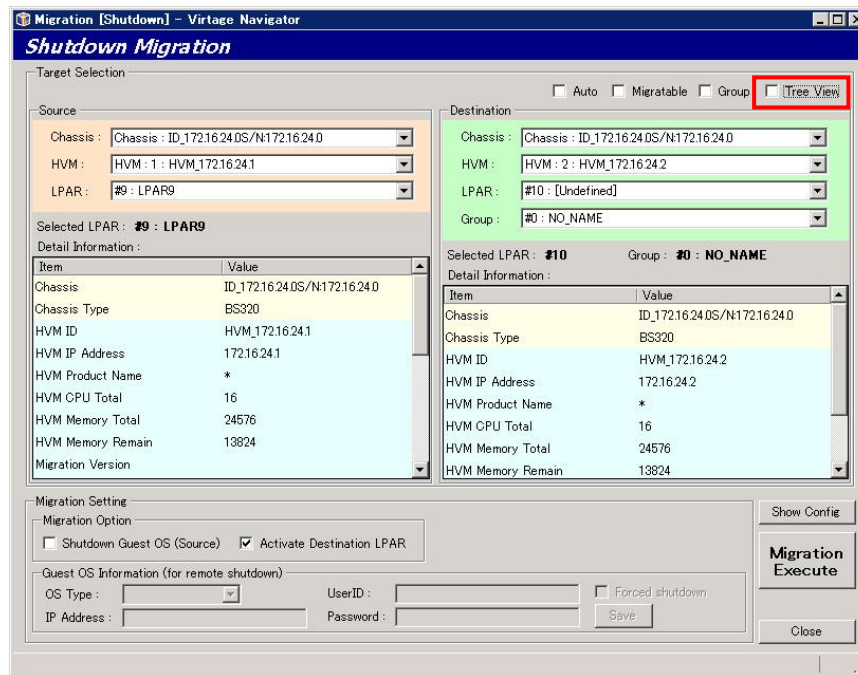 Migration [Shutdown] - Virtage Navigator
Shutdown Migration
Target Selection
Auto Migratable Group Tree View
Source
Chassis : Chassis : ID_172.16.24.0S/N:172.16.24.0
HVM : HVM : 1 : HVM_172.16.24.1
LPAR : #9 : LPAR9
Selected LPAR : #9 : LPAR9
Detail Information :
Item Value
Chassis ID_172.16.24.0S/N:172.16.24.0
Chassis Type BS320
HVM ID HVM_172.16.24.1
HVM IP Address 172.16.24.1
HVM Product Name *
HVM CPU Total 16
HVM Memory Total 24576
HVM Memory Remain 13824
Migration Version
Destination
Chassis : Chassis : ID_172.16.24.0S/N:172.16.24.0
HVM : HVM : 2 : HVM_172.16.24.2
LPAR : #10 : [Undefined]
Group : #0 : NO_NAME
Selected LPAR : #10 Group : #0 : NO_NAME
Detail Information :
Item Value
Chassis ID_172.16.24.0S/N:172.16.24.0
Chassis Type BS320
HVM ID HVM_172.16.24.2
HVM IP Address 172.16.24.2
HVM Product Name *
HVM CPU Total 16
HVM Memory Total 24576
HVM Memory Remain 13824
Migration Setting
Migration Option
Shutdown Guest OS (Source) Activate Destination LPAR
Guest OS Information (for remote shutdown)
OS Type : UserID : Forced shutdown
IP Address : Password : Save
Show Config
Migration
Execute
Close